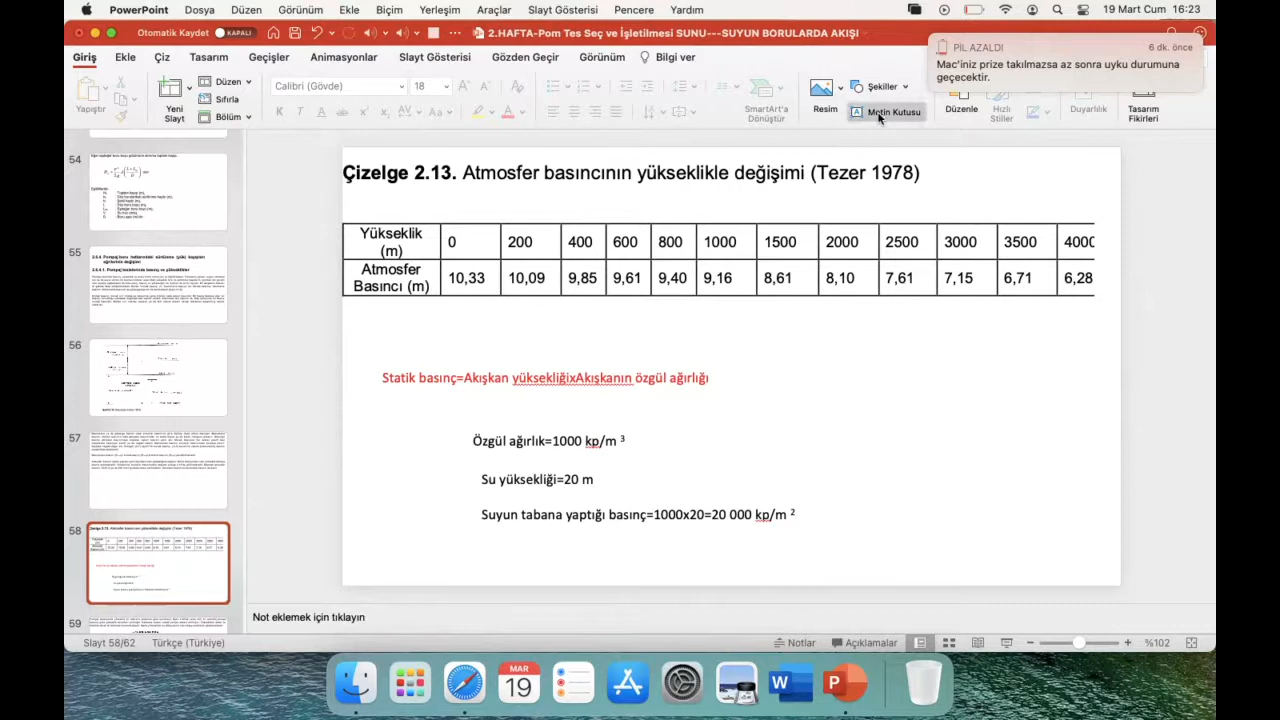 PowerPoint Dosya Düzen Görünüm Ekle Biçim Yerleşim Araçlar Slayt Gösterisi Pencere Yardım 19 Mart Cum 16:23
Otomatik Kaydet KAPALI 2.HAFTA-Pom Tes Seç ve İşletilmesi SUNU---SUYUN BORULARDA AKIŞI
PİL AZALDI 6 dk. önce
Mac'iniz prize takılmazsa az sonra uyku durumuna
geçecektir.
Giriş Ekle Çiz Tasarım Geçişler Animasyonlar Slayt Gösterisi Gözden Geçir Görünüm Bilgi ver
Yapıştır
Yeni
Slayt
Düzen
Sıfırla
Bölüm
Calibri (Gövde) 18
SmartArt'a
Dönüştür
Resim
Şekiller
Metin Kutusu
Düzenle
Hızlı
Stiller
Duyarlılık
Tasarım
Fikirleri
54
55
56
57
58
59
Çizelge 2.13. Atmosfer basıncının yükseklikle değişimi (Tezer 1978)
Yükseklik
(m) 0 200 400 600 800 1000 1500 2000 2500 3000 3500 4000
Atmosfer
Basıncı (m) 10,33 10,09 9,85 9,61 9,40 9,16 8,61 8,10 7,61 7,15 6,71 6,28
Statik basınç=Akışkan yüksekliğixAkışkanın özgül ağırlığı
Özgül ağırlık=1000 kp/m ³
Su yüksekliği=20 m
Suyun tabana yaptığı basınç=1000x20=20 000 kp/m ²
Not eklemek için tıklayın
Slayt 58/62 Türkçe (Türkiye) Notlar Açıklamalar %102
MAR
19
W
P